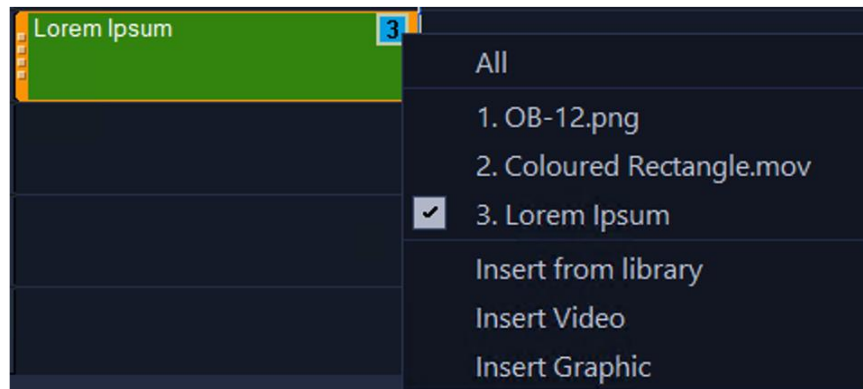 Lorem Ipsum
3
All
1. OB-12.png
2. Coloured Rectangle.mov
3. Lorem Ipsum
Insert from library
Insert Video
Insert Graphic